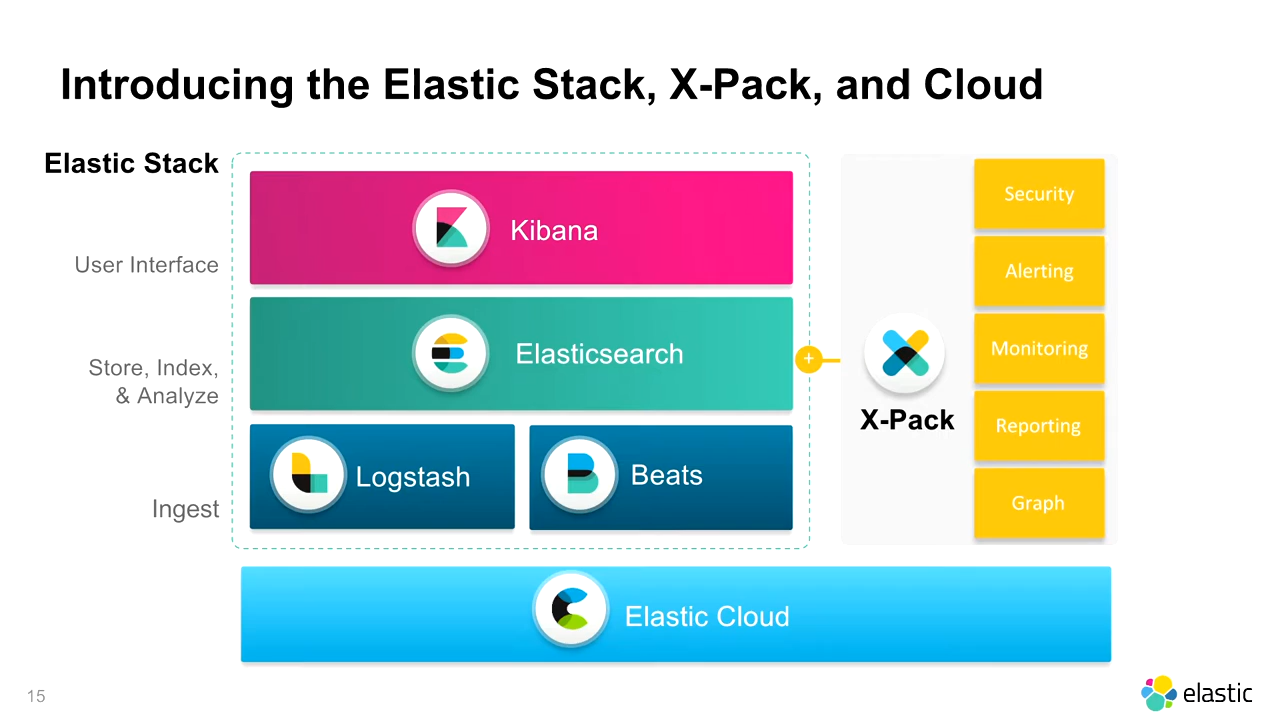 Introducing the Elastic Stack, X-Pack, and Cloud
Elastic Stack
User Interface
Kibana
Store, Index,
& Analyze
Elasticsearch
Ingest
Logstash
Beats
+
X-Pack
Security
Alerting
Monitoring
Reporting
Graph
Elastic Cloud
15
elastic